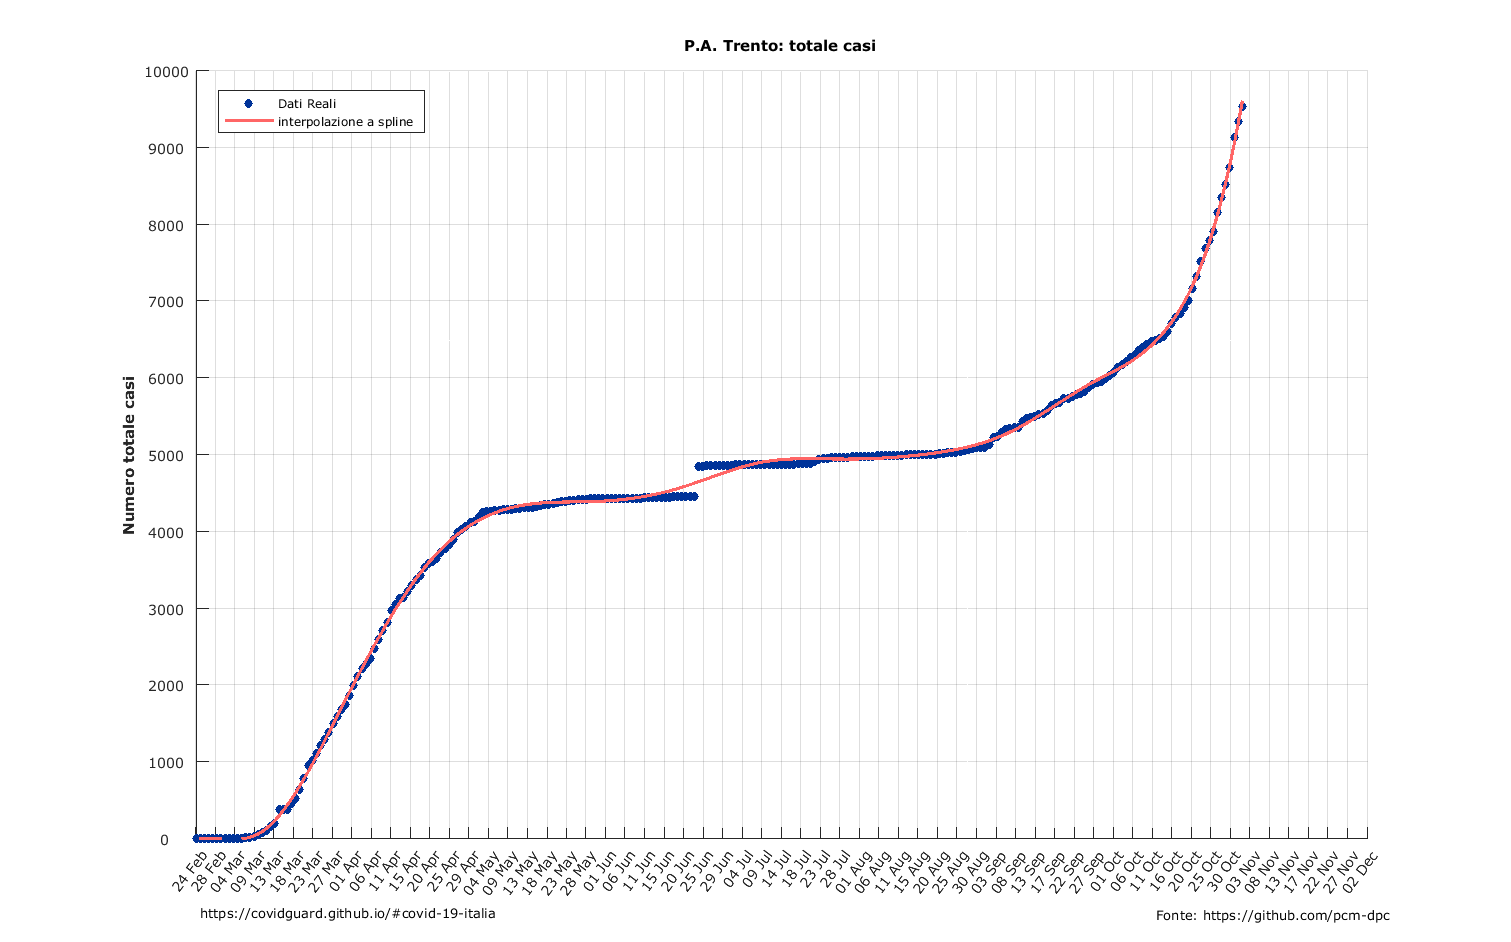 P.A. Trento: totale casi
10000
9000
8000
7000
6000
5000
4000
3000
2000
1000
0
Numero totale casi
Dati Reali
interpolazione a spline
24 Feb
28 Feb
04 Mar
09 Mar
13 Mar
18 Mar
23 Mar
27 Mar
01 Apr
06 Apr
11 Apr
15 Apr
20 Apr
25 Apr
29 Apr
04 May
09 May
13 May
18 May
23 May
28 May
01 Jun
06 Jun
11 Jun
15 Jun
20 Jun
25 Jun
29 Jun
04 Jul
09 Jul
14 Jul
18 Jul
23 Jul
28 Jul
01 Aug
06 Aug
11 Aug
15 Aug
20 Aug
25 Aug
30 Aug
03 Sep
08 Sep
13 Sep
17 Sep
22 Sep
27 Sep
01 Oct
06 Oct
11 Oct
16 Oct
20 Oct
25 Oct
30 Oct
03 Nov
08 Nov
13 Nov
17 Nov
22 Nov
27 Nov
02 Dec
https://covidguard.github.io/#covid-19-italia
Fonte: https://github.com/pcm-dpc